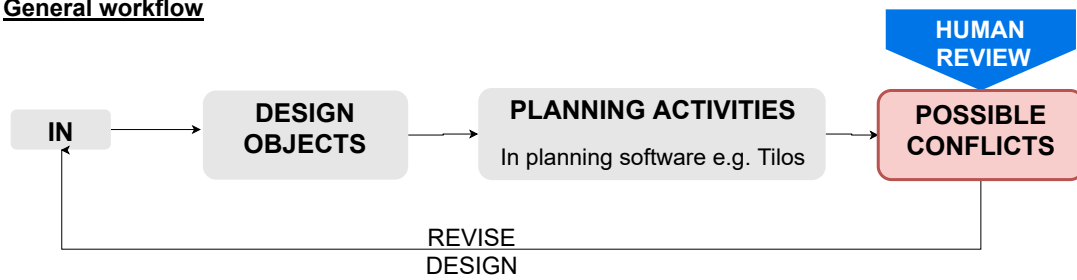 General workflow
HUMAN
REVIEW
IN
DESIGN
OBJECTS
PLANNING ACTIVITIES
In planning software e.g. Tilos
POSSIBLE
CONFLICTS
REVISE
DESIGN